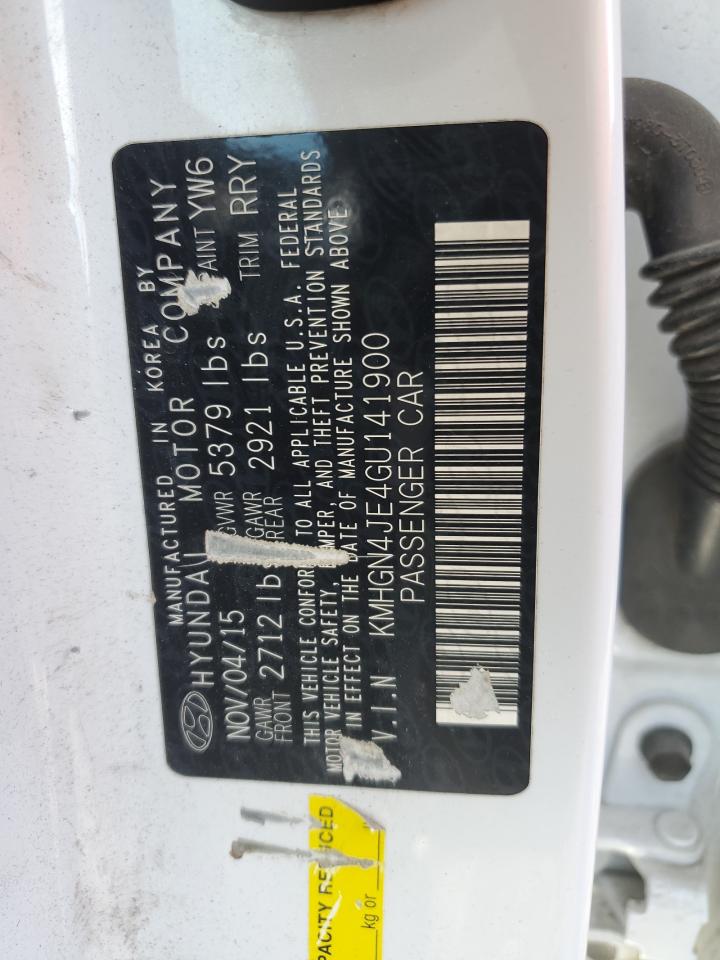 MANUFACTURED IN KOREA BY
HYUNDAI MOTOR COMPANY
NOV/04/15 GVWR 5379 lbs PAINT YW6
GAWR FRONT 2712 lbs GAWR REAR 2921 lbs TRIM RRY
THIS VEHICLE CONFORMS TO ALL APPLICABLE U.S.A. FEDERAL
MOTOR VEHICLE SAFETY, BUMPER, AND THEFT PREVENTION STANDARDS
IN EFFECT ON THE DATE OF MANUFACTURE SHOWN ABOVE
V.I.N KMHGN4JE4GU141900
PASSENGER CAR
CAPACITY REDUCED
kg or